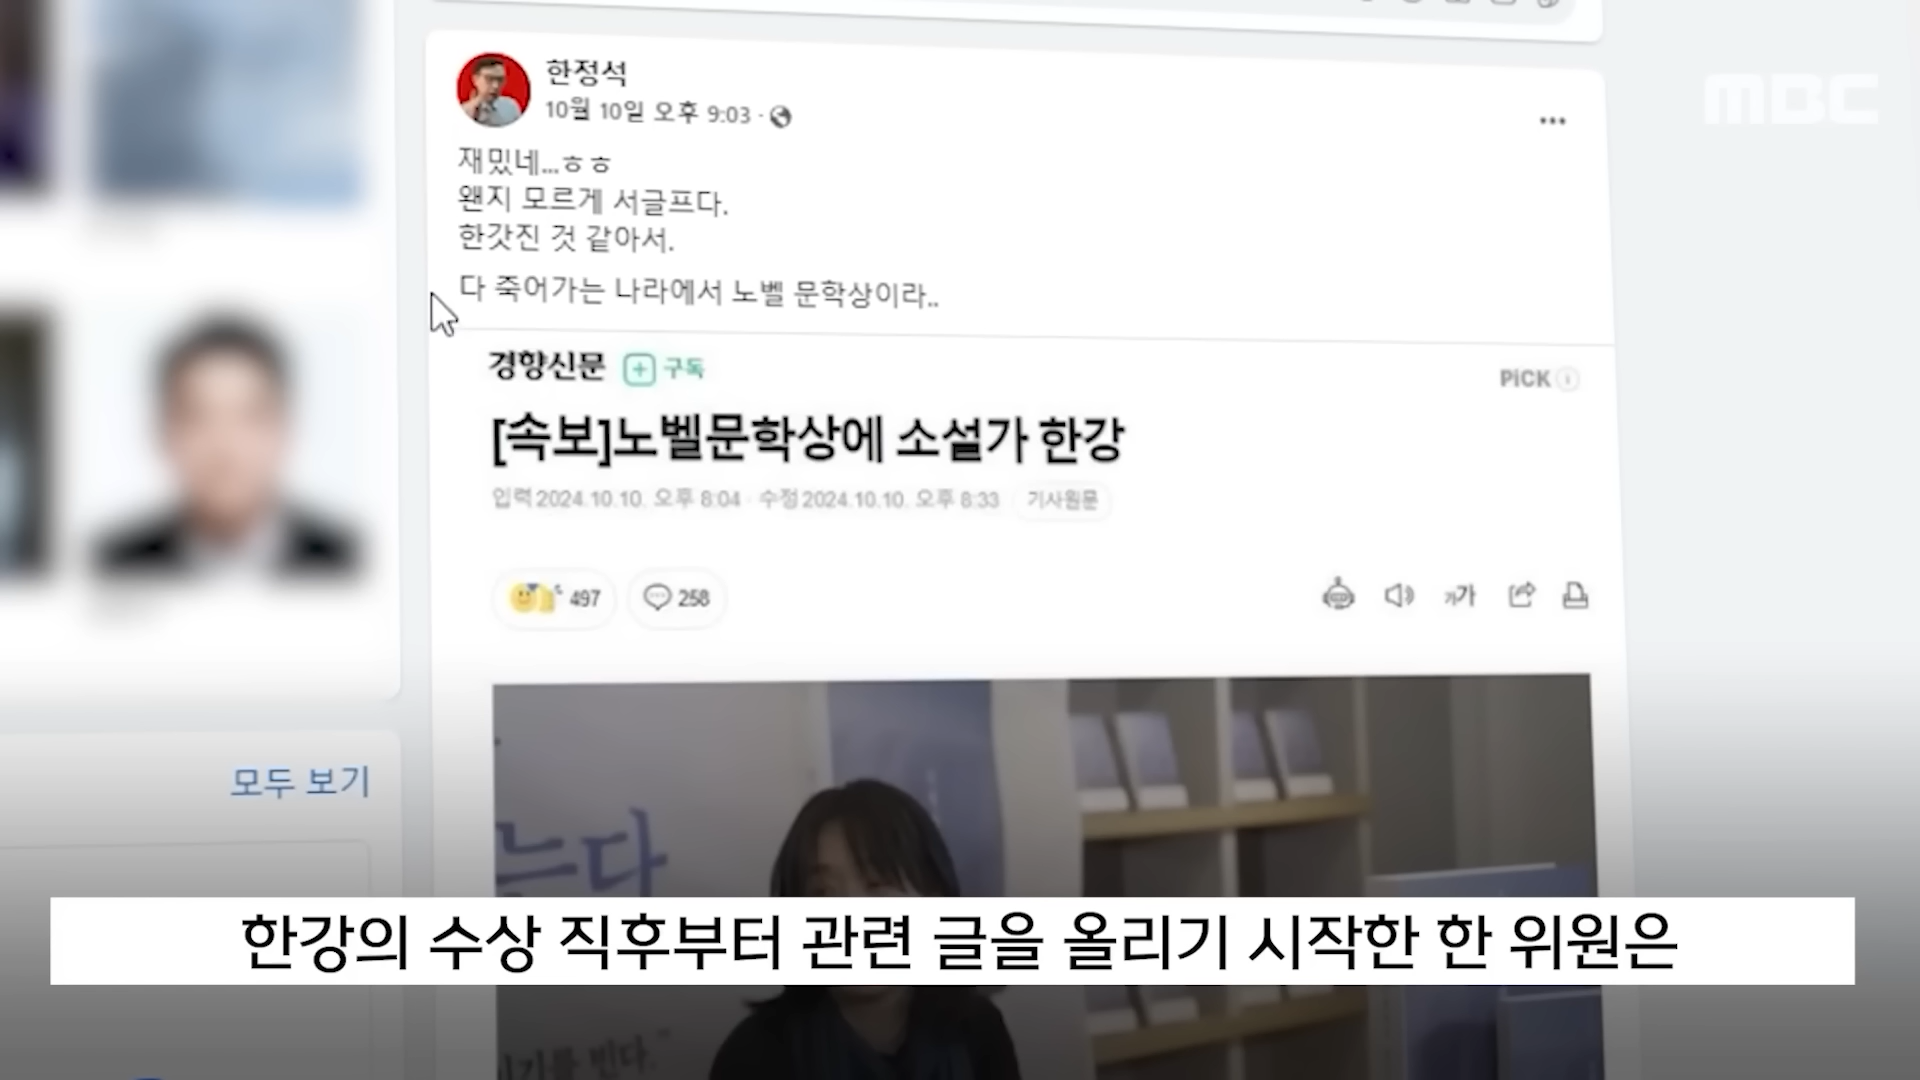 한정석
10월 10일 오후 9:03 ·
MBC
재밌네...ㅎㅎ
왠지 모르게 서글프다.
한갓진 것 같아서.
다 죽어가는 나라에서 노벨 문학상이라..
경향신문 구독
PiCK
[속보]노벨문학상에 소설가 한강
입력 2024.10.10. 오후 8:04 · 수정 2024.10.10. 오후 8:33 기사원문
497 258
가가
모두 보기
는다
한강의 수상 직후부터 관련 글을 올리기 시작한 한 위원은
빈다.